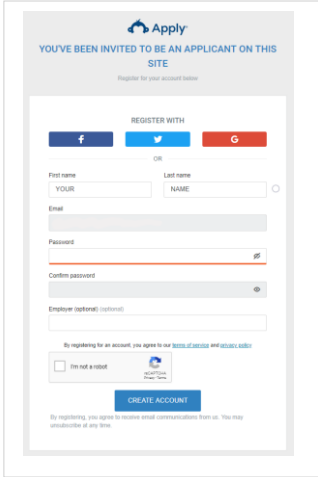 Apply
YOU'VE BEEN INVITED TO BE AN APPLICANT ON THIS
SITE
Register for your account below
REGISTER WITH
f
G
OR
First name
Last name
YOUR
NAME
Email
Password
Confirm password
Employer (optional) (optional)
By registering for an account, you agree to our terms of service and privacy policy
I'm not a robot
reCAPTCHA
Privacy - Terms
CREATE ACCOUNT
By registering, you agree to receive email communications from us. You may
unsubscribe at any time.